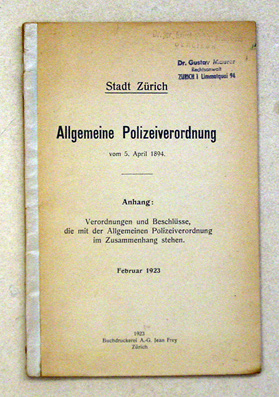 Dr. Gustav Maurer
Rechtsanwalt
ZÜRICH 1 Limmatquai 94
Stadt Zürich
Allgemeine Polizeiverordnung
vom 5. April 1894.
Anhang:
Verordnungen und Beschlüsse,
die mit der Allgemeinen Polizeiverordnung
im Zusammenhang stehen.
Februar 1923
1923
Buchdruckerei A.-G. Jean Frey
Zürich.